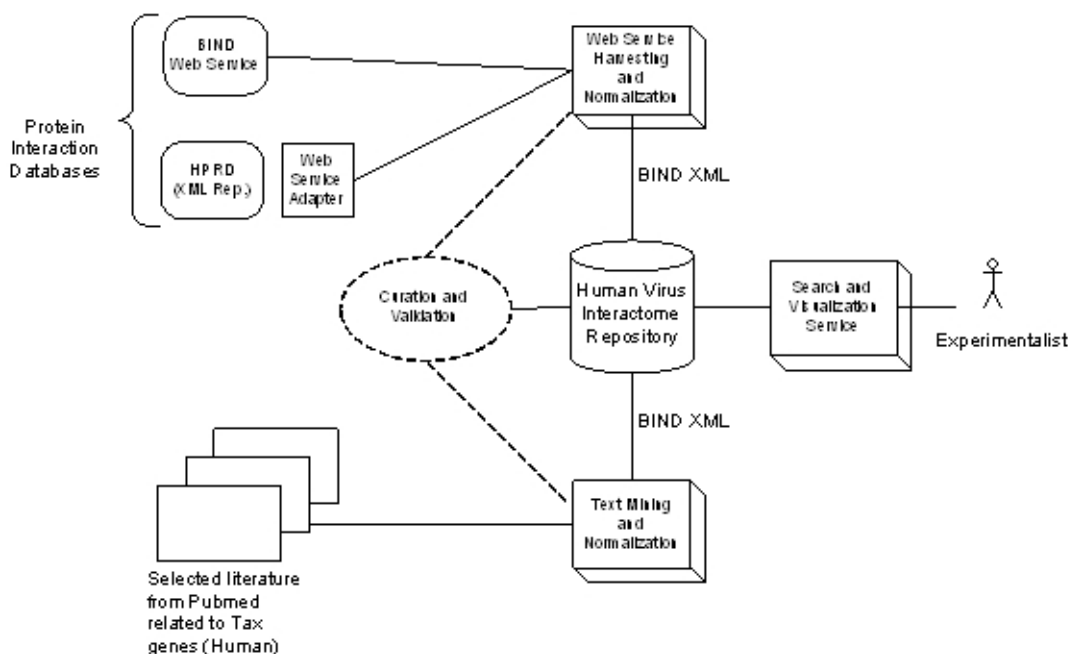 BIND
Web Service
Web Service
Harvesting
and
Normalization
Protein
Interaction
Databases
HPRD
(XML Rep.)
Web
Service
Adapter
BIND XML
Curation and
Validation
Human Virus
Interactome
Repository
Search and
Visualization
Service
Experimentalist
BIND XML
Text Mining
and
Normalization
Selected literature
from Pubmed
related to Tax
genes (Human)